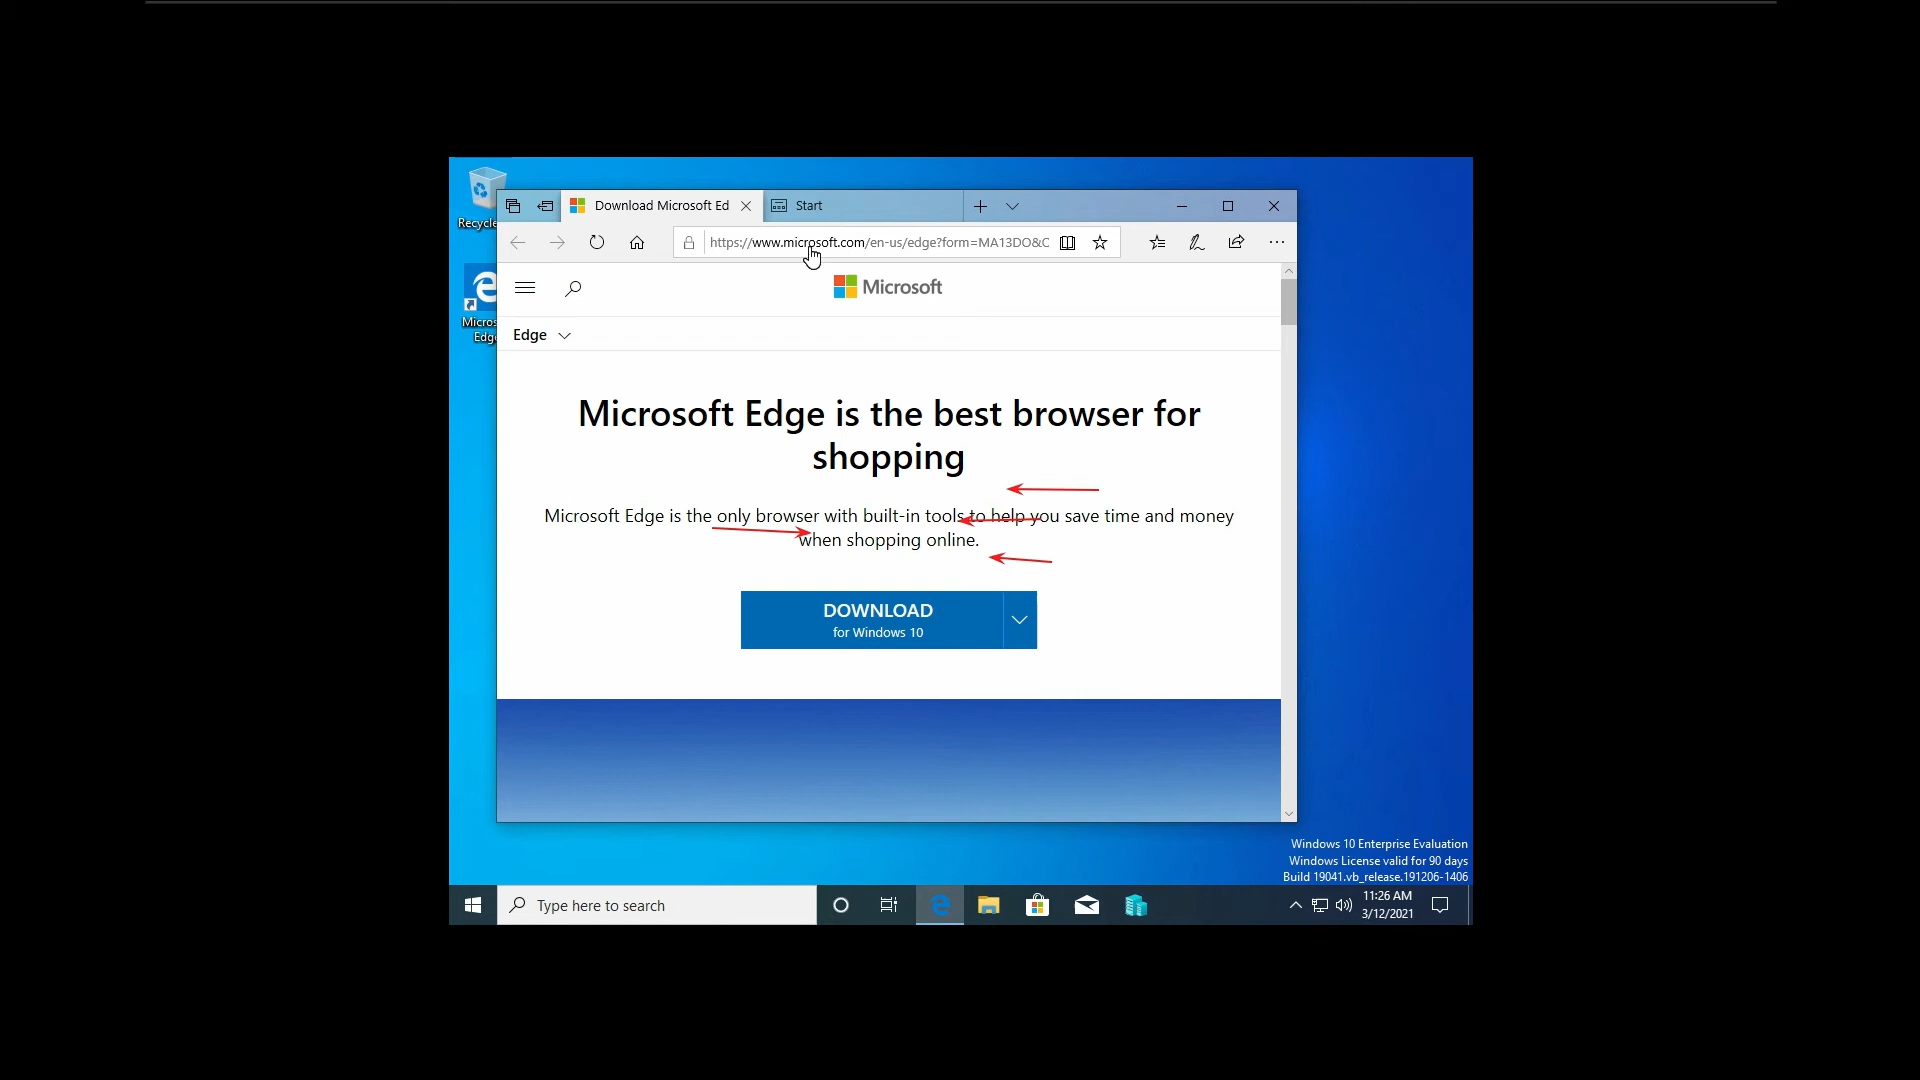 Recycle
Download Microsoft Ed
Start
https://www.microsoft.com/en-us/edge?form=MA13DO&C
Microsoft
Micros
Edge
Edge
Microsoft Edge is the best browser for
shopping
Microsoft Edge is the only browser with built-in tools to help you save time and money
when shopping online.
DOWNLOAD
for Windows 10
Windows 10 Enterprise Evaluation
Windows License valid for 90 days
Build 19041.vb_release.191206-1406
Type here to search
11:26 AM
3/12/2021